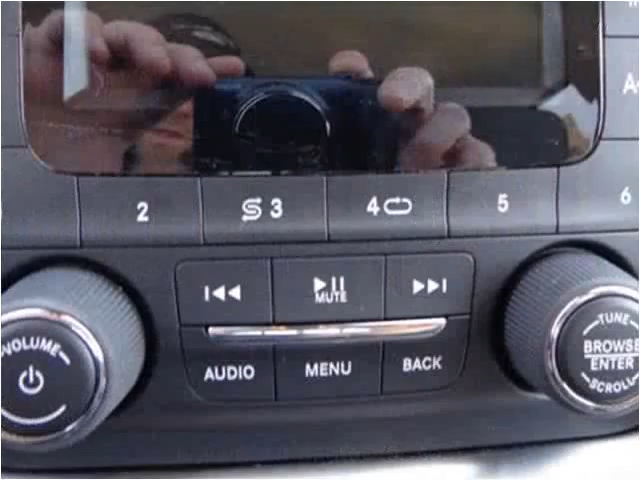 A
2 3 4 5 6
MUTE
AUDIO MENU BACK
VOLUME
TUNE
BROWSE
ENTER
SCROLL